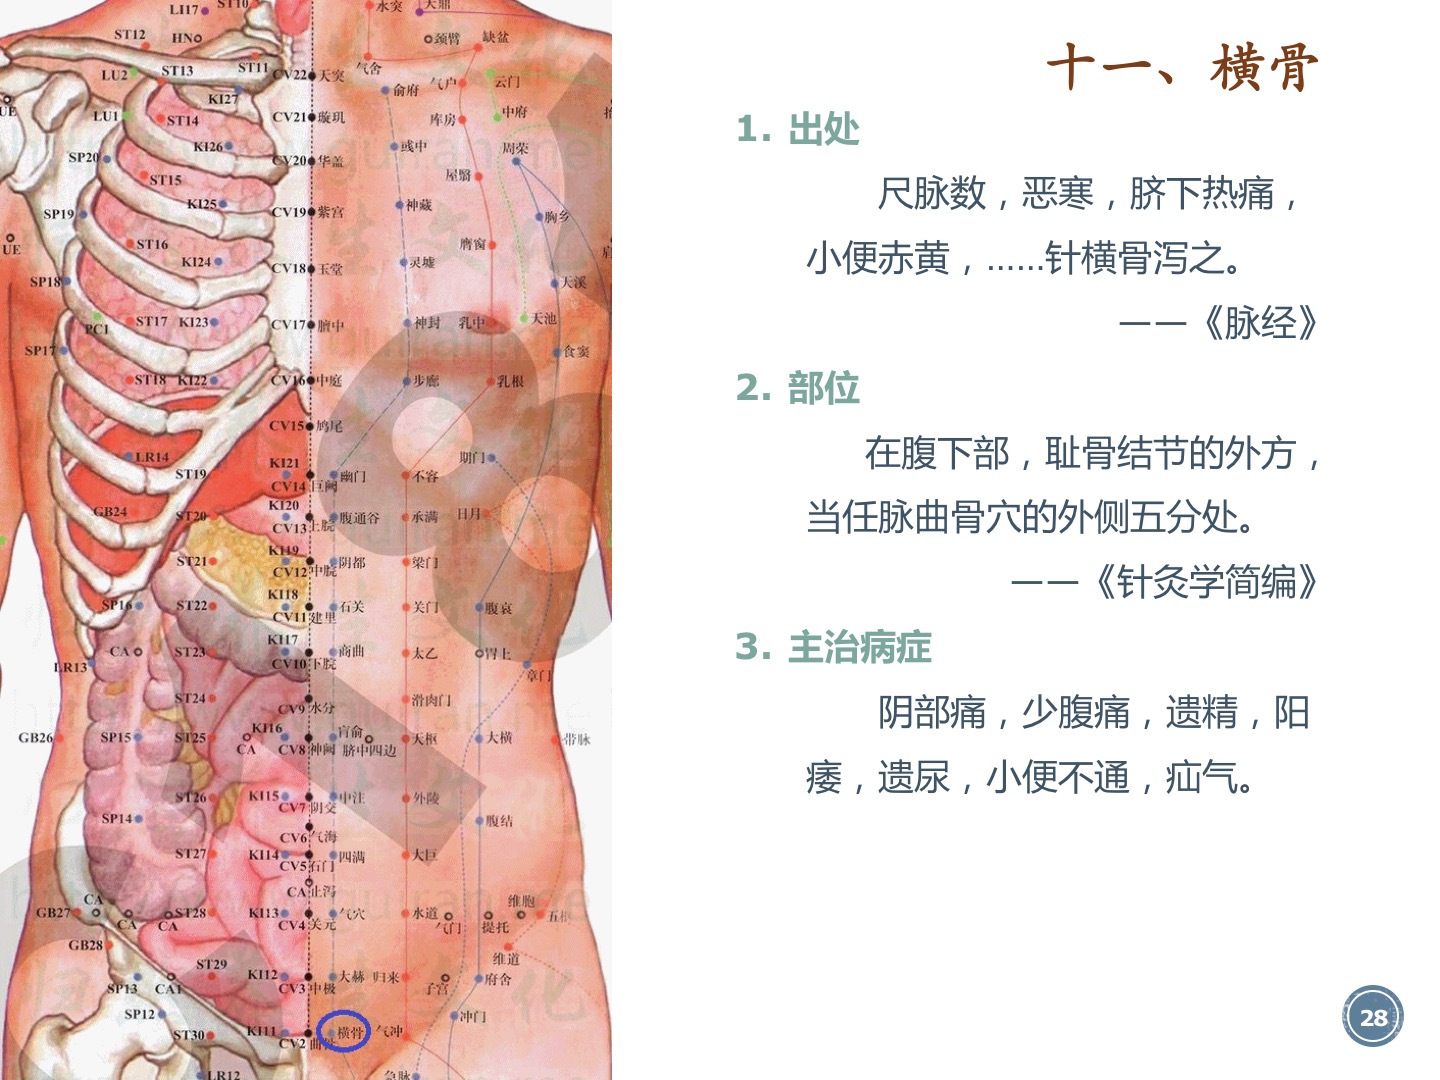 十一、横骨
1. 出处
尺脉数，恶寒，脐下热痛，
小便赤黄，……针横骨泻之。
——《脉经》
2. 部位
在腹下部，耻骨结节的外方，
当任脉曲骨穴的外侧五分处。
——《针灸学简编》
3. 主治病症
阴部痛，少腹痛，遗精，阳
痿，遗尿，小便不通，疝气。
28
LI17
ST10
水突
大鼎
ST12
HN
颈臂
缺盆
LU2
ST13
ST11
CV22
天突
气舍
气户
云门
UE
KI27
俞府
LU1
ST14
CV21
璇玑
库房
中府
SP20
KI26
CV20
华盖
彧中
周荣
ST15
屋翳
SP19
KI25
CV19
紫宫
神藏
胸乡
UE
ST16
膺窗
SP18
KI24
CV18
玉堂
灵墟
天溪
PC1
ST17
KI23
CV17
膻中
神封
乳中
天池
SP17
食窦
ST18
KI22
CV16
中庭
步廊
乳根
CV15
鸠尾
LR14
KI21
期门
ST19
CV14
巨阙
幽门
不容
GB24
KI20
ST20
CV13
上脘
腹通谷
承满
日月
KI19
ST21
CV12
中脘
阴都
梁门
KI18
SP16
ST22
CV11
建里
石关
关门
腹哀
KI17
CA
ST23
CV10
下脘
商曲
太乙
胃上
LR13
章门
ST24
CV9
水分
滑肉门
KI16
肓俞
GB26
SP15
ST25
CA
CV8
神阙
脐中四边
天枢
大横
带脉
ST26
KI15
CV7
阴交
中注
外陵
SP14
CV6
气海
腹结
ST27
KI14
CV5
石门
四满
大巨
CA
止泻
CA
维胞
GB27
CA
CA
ST28
KI13
CV4
关元
气穴
水道
气门
提托
五枢
GB28
维道
ST29
SP13
CA1
KI12
CV3
中极
大赫
归来
子宫
府舍
SP12
冲门
ST30
KI11
CV2
曲骨
横骨
气冲
LR12
急脉